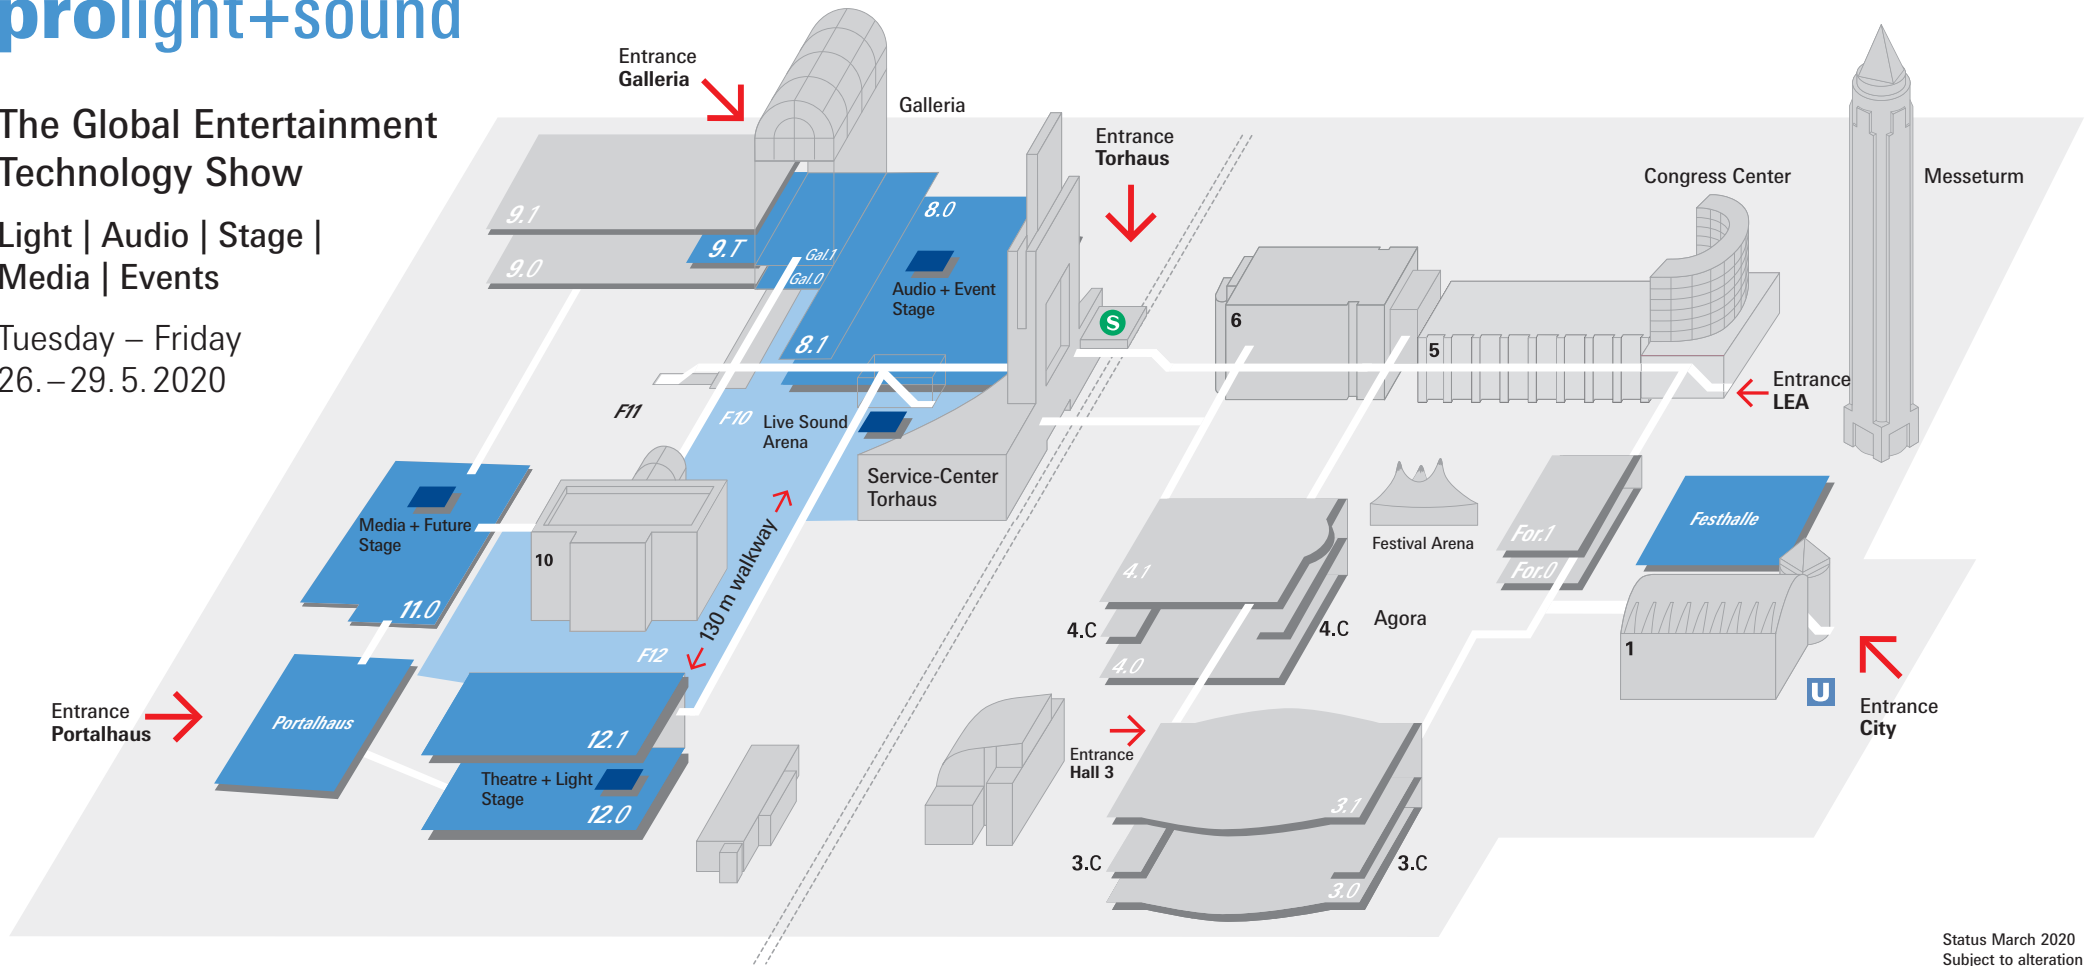 prolight+sound
The Global Entertainment
Technology Show
Light | Audio | Stage |
Media | Events
Tuesday – Friday
26. – 29. 5. 2020
Entrance
Galleria
Galleria
Entrance
Torhaus
Congress Center
Messeturm
9.1
9.0
9.T
Gal.1
Gal.0
8.0
Audio + Event
Stage
8.1
S
6
5
Entrance
LEA
F11
F10
Live Sound
Arena
Service-Center
Torhaus
Media + Future
Stage
11.0
10
130 m walkway
F12
Festival Arena
For.1
For.0
Festhalle
4.1
4.C
4.C
4.0
Agora
1
U
Entrance
City
Entrance
Portalhaus
Portalhaus
12.1
Theatre + Light
Stage
12.0
Entrance
Hall 3
3.1
3.C
3.C
3.0
Status March 2020
Subject to alteration